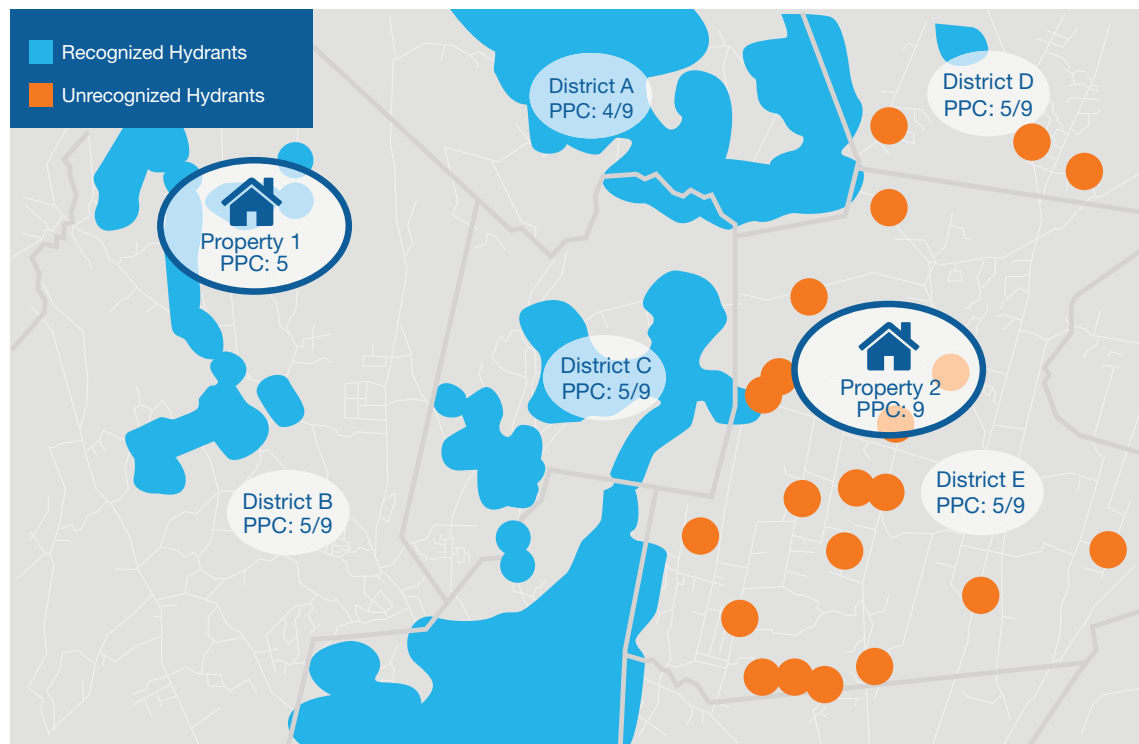 Recognized Hydrants
Unrecognized Hydrants
District A
PPC: 4/9
District D
PPC: 5/9
Property 1
PPC: 5
District C
PPC: 5/9
Property 2
PPC: 9
District B
PPC: 5/9
District E
PPC: 5/9